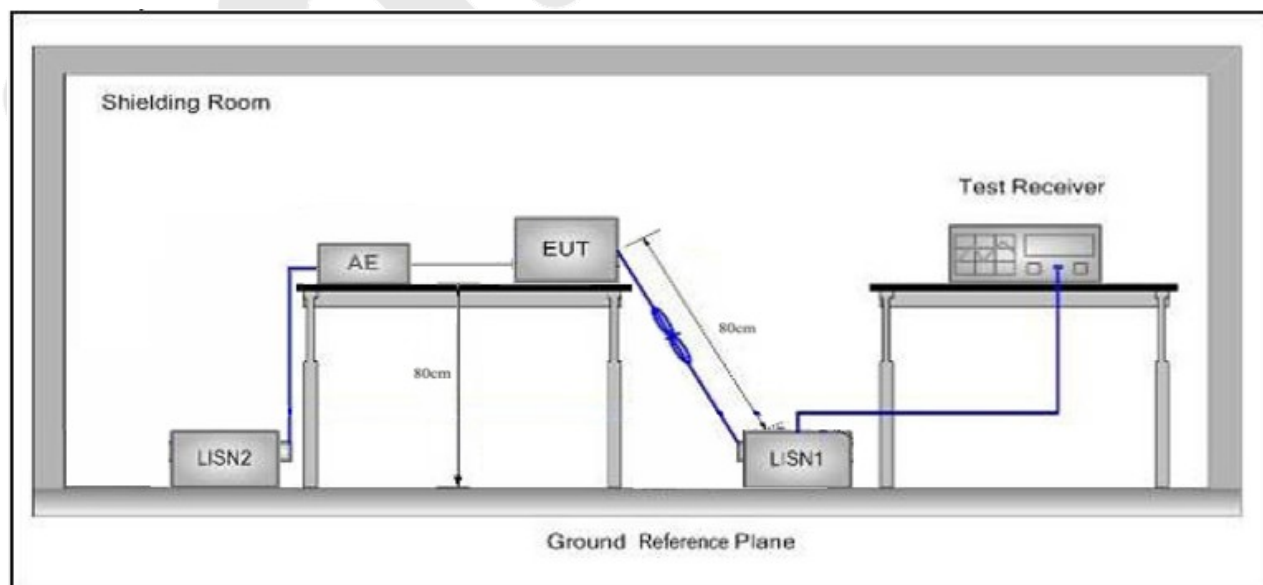 Shielding Room
Test Receiver
EUT
AE
80cm
80cm
LISN2
LISN1
Ground Reference Plane